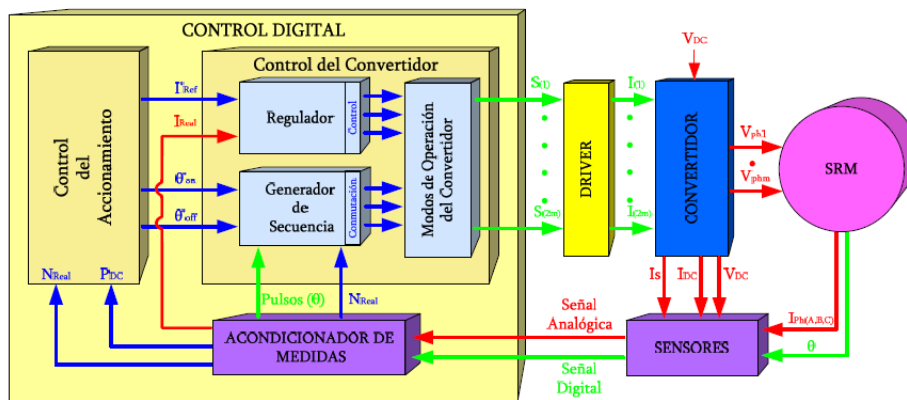 CONTROL DIGITAL
Control del Convertidor
Control
del
Accionamiento
I*Ref
IReal
θ*on
θ*off
NReal
P*DC
Regulador
Control
Generador
de
Secuencia
Conmutación
Modos de Operación
del Convertidor
Pulsos (θ)
NReal
ACONDICIONADOR DE
MEDIDAS
S(1)
S(2m)
DRIVER
I(1)
I(2m)
VDC
CONVERTIDOR
Vph1
Vphm
SRM
Is
IDC
VDC
Señal
Analógica
Señal
Digital
SENSORES
IPh(A,B,C)
θ